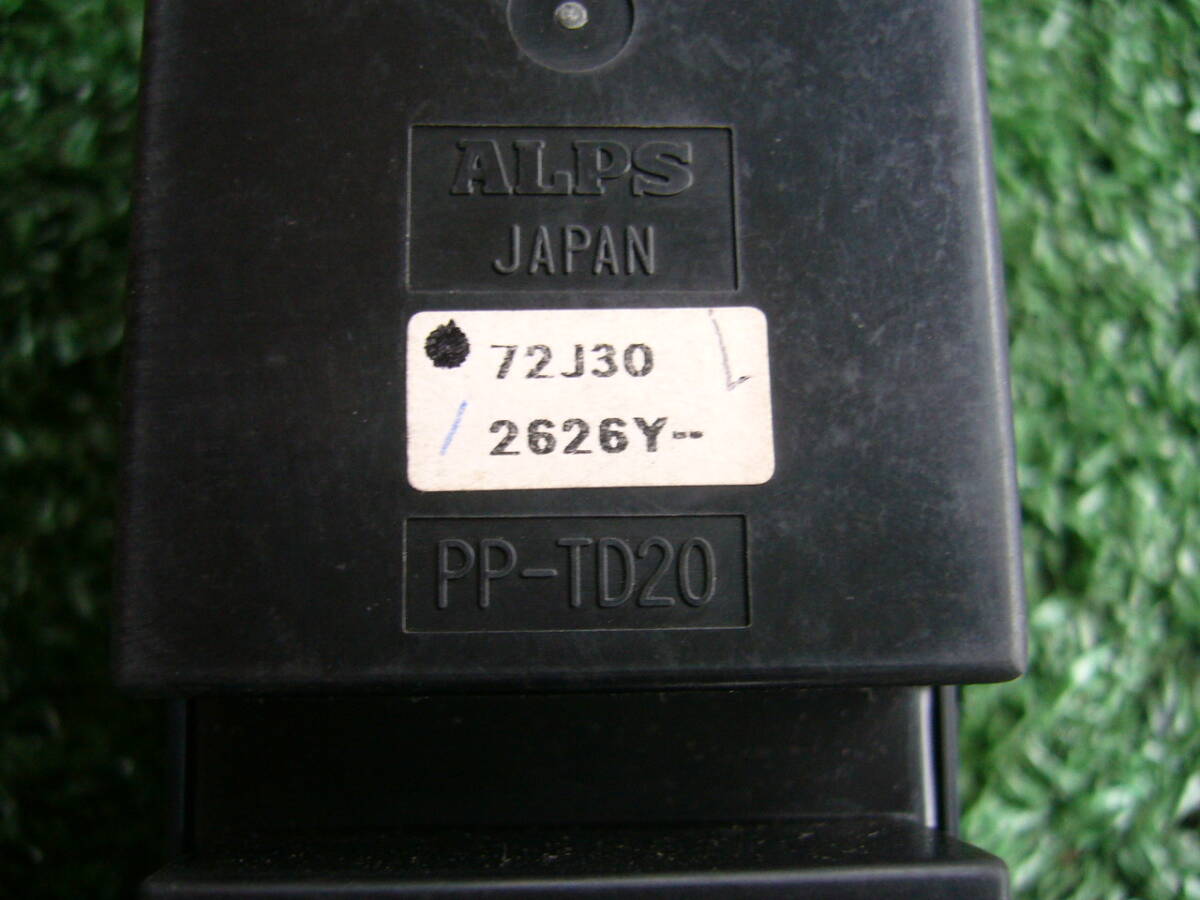 ALPS
JAPAN
72J30
2626Y--
PP-TD20